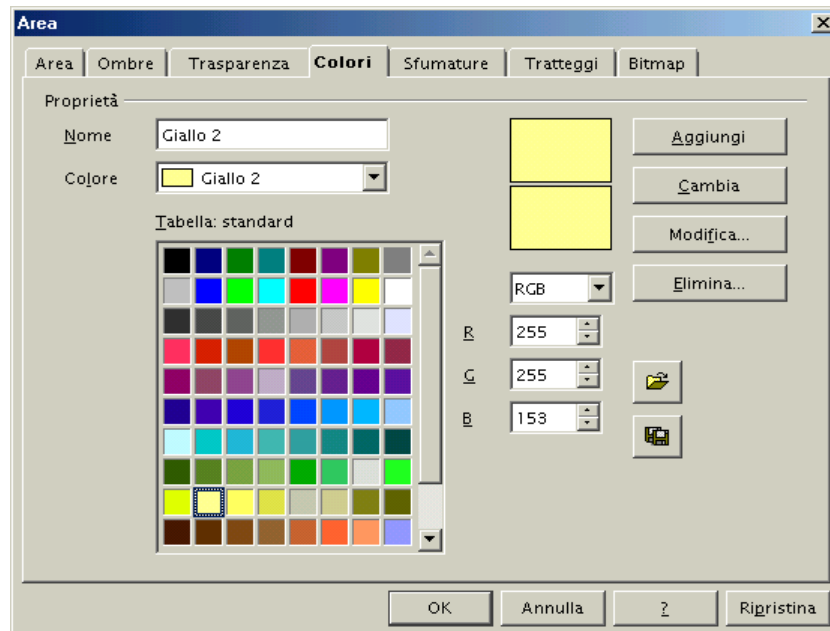 Area
Area Ombre Trasparenza Colori Sfumature Tratteggi Bitmap
Proprietà
Nome Giallo 2 Aggiungi
Colore Giallo 2 Cambia
Tabella: standard Modifica...
RGB Elimina...
R 255
G 255
B 153
OK Annulla ? Ripristina